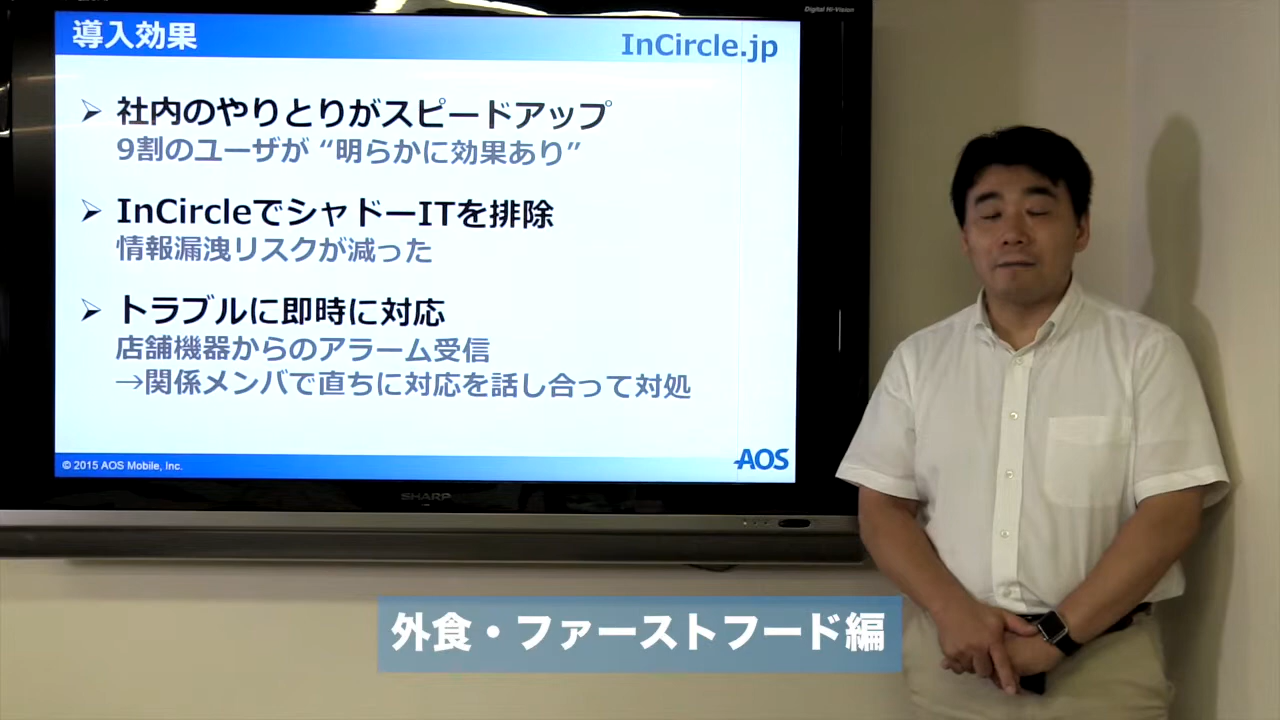 Digital Hi-Vision
導入効果
InCircle.jp
➢ 社内のやりとりがスピードアップ
9割のユーザが “明らかに効果あり”
➢ InCircleでシャドーITを排除
情報漏洩リスクが減った
➢ トラブルに即時に対応
店舗機器からのアラーム受信
→関係メンバで直ちに対応を話し合って対処
© 2015 AOS Mobile, Inc.
AOS
SHARP
外食・ファーストフード編